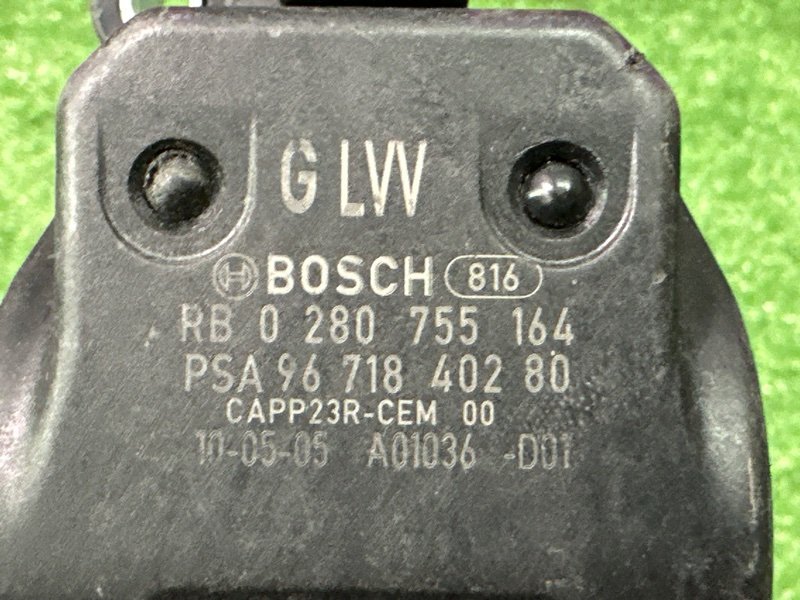 G LVV
BOSCH 816
RB 0 280 755 164
PSA 96 718 402 80
CAPP23R-CEM 00
10-05-05 A01036 -D01